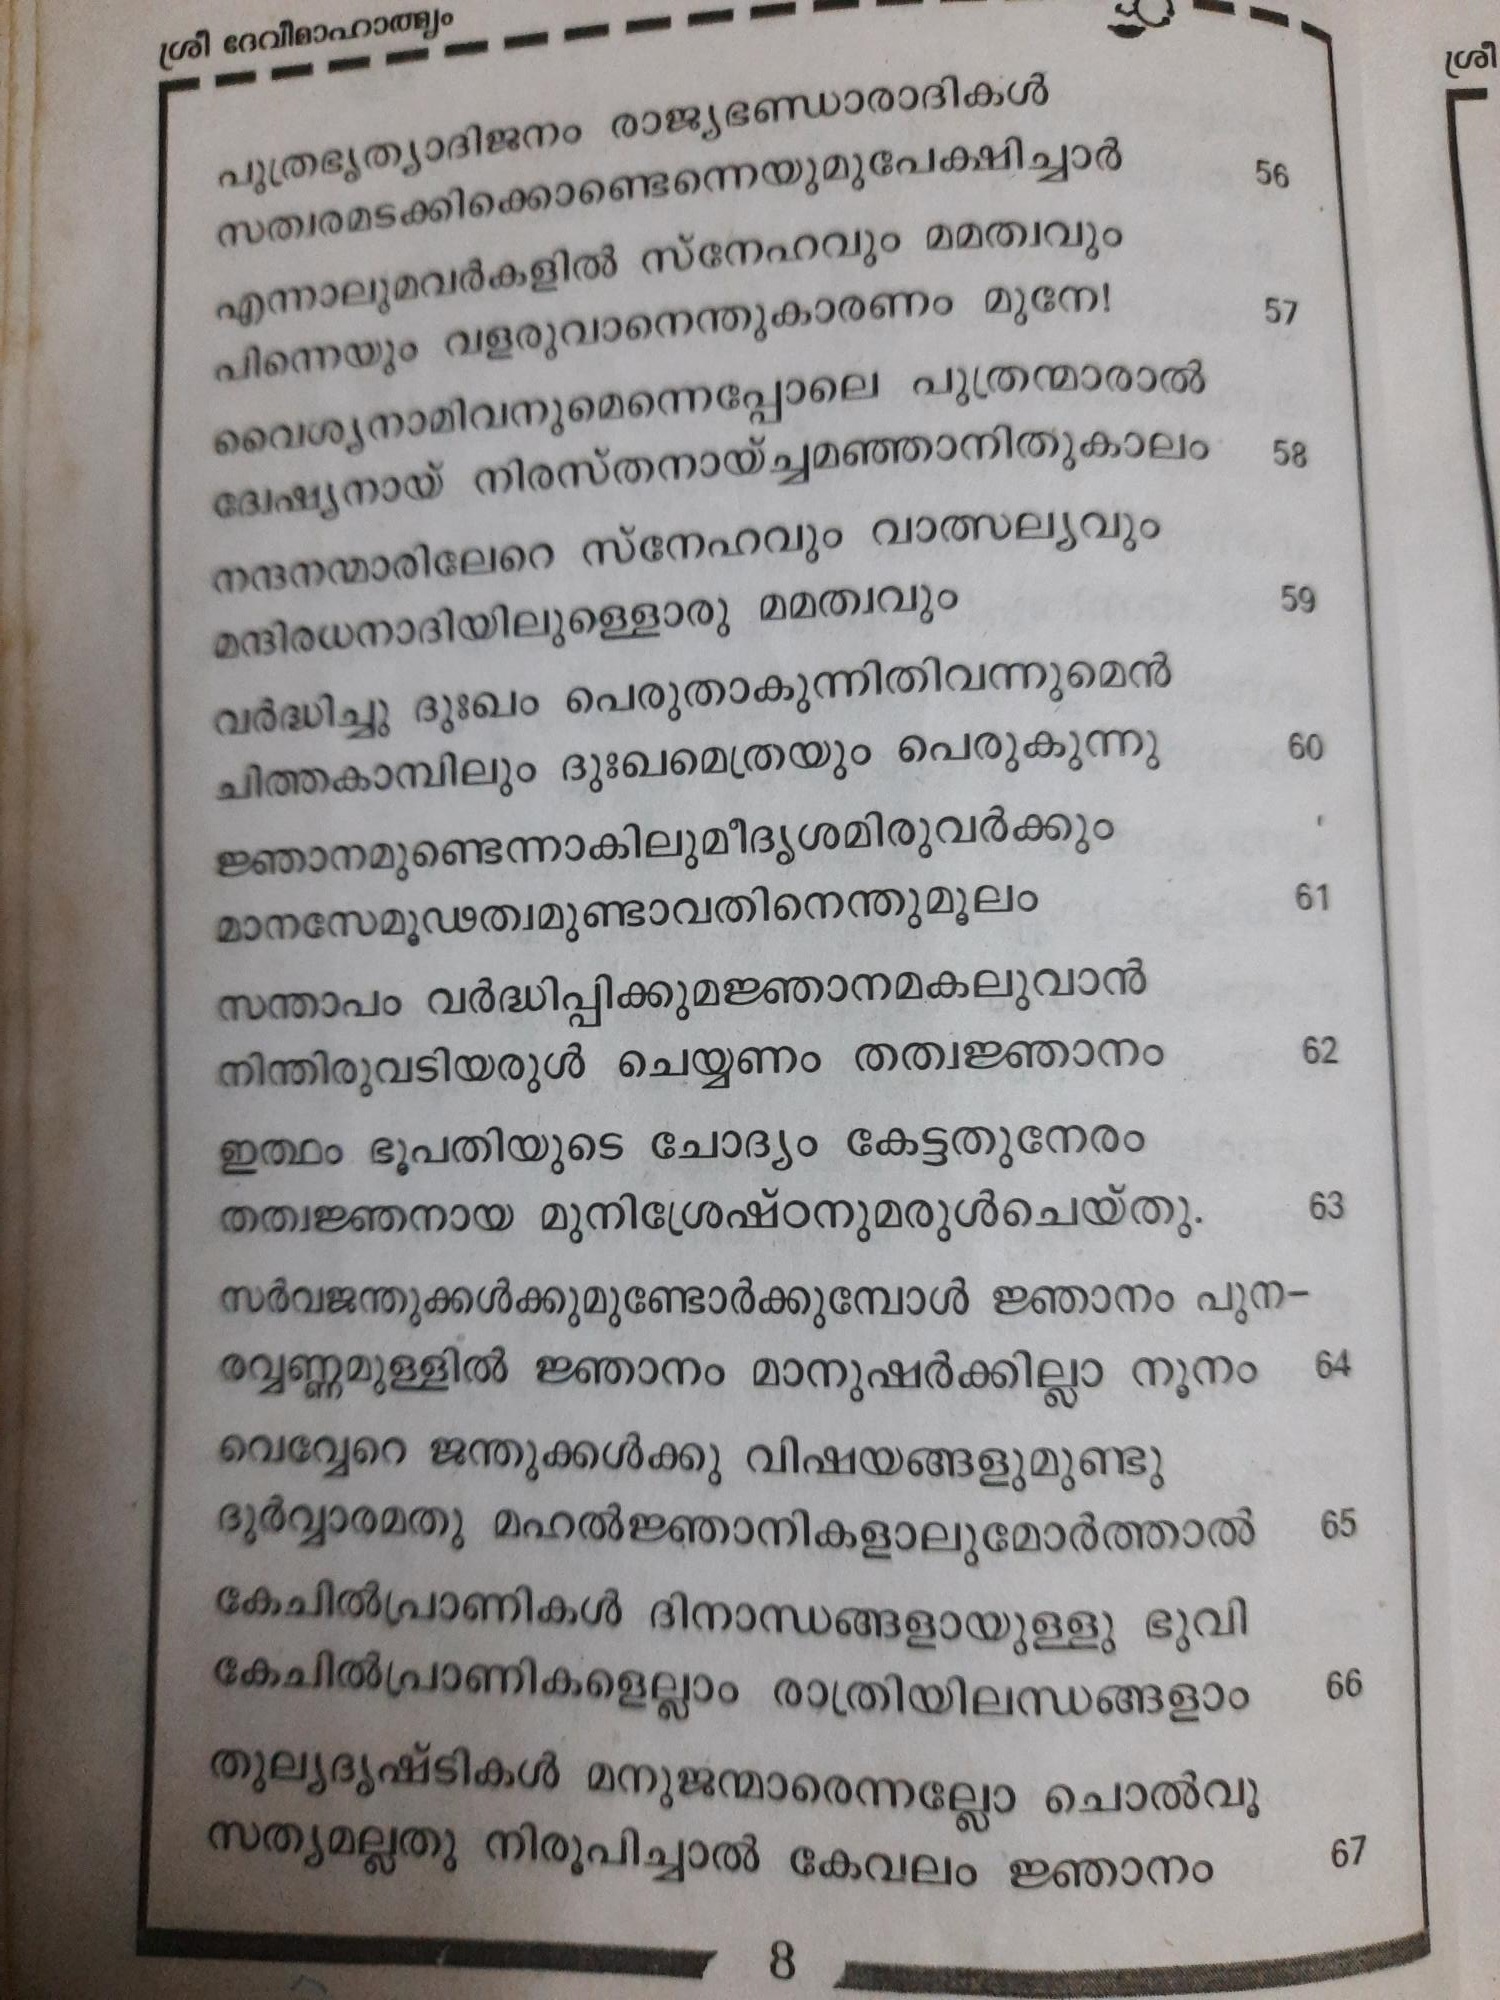 ശ്രീ ദേവീമാഹാത്മ്യം
പുത്രഭൃത്യാദിജനം രാജ്യഭണ്ഡാരാദികൾ
സത്വരമടക്കിക്കൊണ്ടെന്നെയുമുപേക്ഷിച്ചാർ 56
എന്നാലുമവർകളിൽ സ്നേഹവും മമത്വവും
പിന്നെയും വളരുവാനെന്തുകാരണം മുനേ! 57
വൈശ്യനാമിവനുമെന്നെപ്പോലെ പുത്രന്മാരാൽ
ദ്വേഷ്യനായ് നിരസ്തനായ്ച്ചമഞ്ഞാനിതുകാലം 58
നന്ദനന്മാരിലേറെ സ്നേഹവും വാത്സല്യവും
മന്ദിരധനാദിയിലുള്ളൊരു മമത്വവും 59
വർദ്ധിച്ചു ദുഃഖം പെരുതാകുന്നിതിവന്നുമെൻ
ചിത്തകാമ്പിലും ദുഃഖമെത്രയും പെരുകുന്നു 60
ജ്ഞാനമുണ്ടെന്നാകിലുമീദൃശമിരുവർക്കും
മാനസേമൂഢത്വമുണ്ടാവതിനെന്തുമൂലം 61
സന്താപം വർദ്ധിപ്പിക്കുമജ്ഞാനമകലുവാൻ
നിന്തിരുവടിയരുൾ ചെയ്യണം തത്വജ്ഞാനം 62
ഇത്ഥം ഭൂപതിയുടെ ചോദ്യം കേട്ടതുനേരം
തത്വജ്ഞനായ മുനിശ്രേഷ്ഠനുമരുൾചെയ്തു. 63
സർവജന്തുക്കൾക്കുമുണ്ടോർക്കുമ്പോൾ ജ്ഞാനം പുന-
രവ്വണ്ണമുള്ളിൽ ജ്ഞാനം മാനുഷർക്കില്ലാ നൂനം 64
വെവ്വേറെ ജന്തുക്കൾക്കു വിഷയങ്ങളുമുണ്ടു
ദുർവ്വാരമതു മഹൽജ്ഞാനികളാലുമോർത്താൽ 65
കേചിൽപ്രാണികൾ ദിനാന്ധങ്ങളായുള്ളു ഭുവി
കേചിൽപ്രാണികളെല്ലാം രാത്രിയിലന്ധങ്ങളാം 66
തുല്യദൃഷ്ടികൾ മനുജന്മാരെന്നല്ലോ ചൊൽവൂ
സത്യമല്ലതു നിരൂപിച്ചാൽ കേവലം ജ്ഞാനം 67
8
ശ്രീ